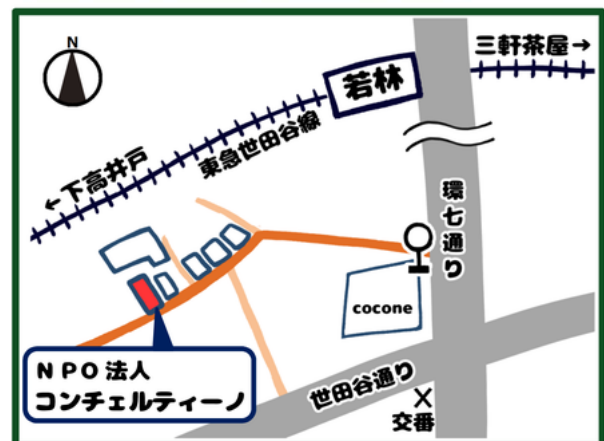 N
三軒茶屋→
若林
東急世田谷線
←下高井戸
環七通り
cocone
NPO法人
コンチェルティーノ
世田谷通り
交番